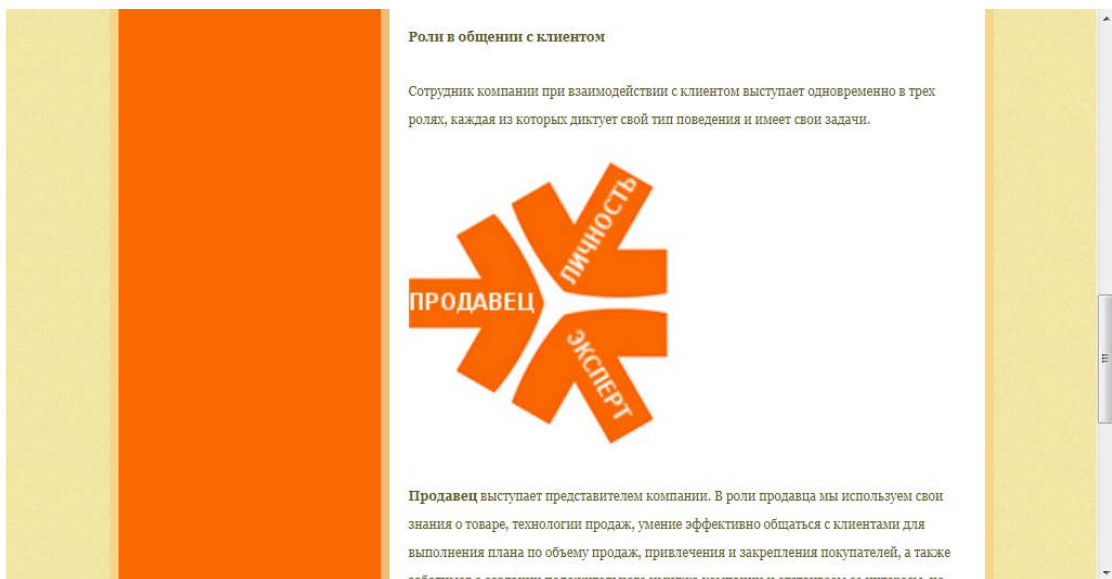 Роли в общении с клиентом
Сотрудник компании при взаимодействии с клиентом выступает одновременно в трех
ролях, каждая из которых диктует свой тип поведения и имеет свои задачи.
ЛИЧНОСТЬ
ПРОДАВЕЦ
ЭКСПЕРТ
Продавец выступает представителем компании. В роли продавца мы используем свои
знания о товаре, технологии продаж, умение эффективно общаться с клиентами для
выполнения плана по объему продаж, привлечения и закрепления покупателей, а также